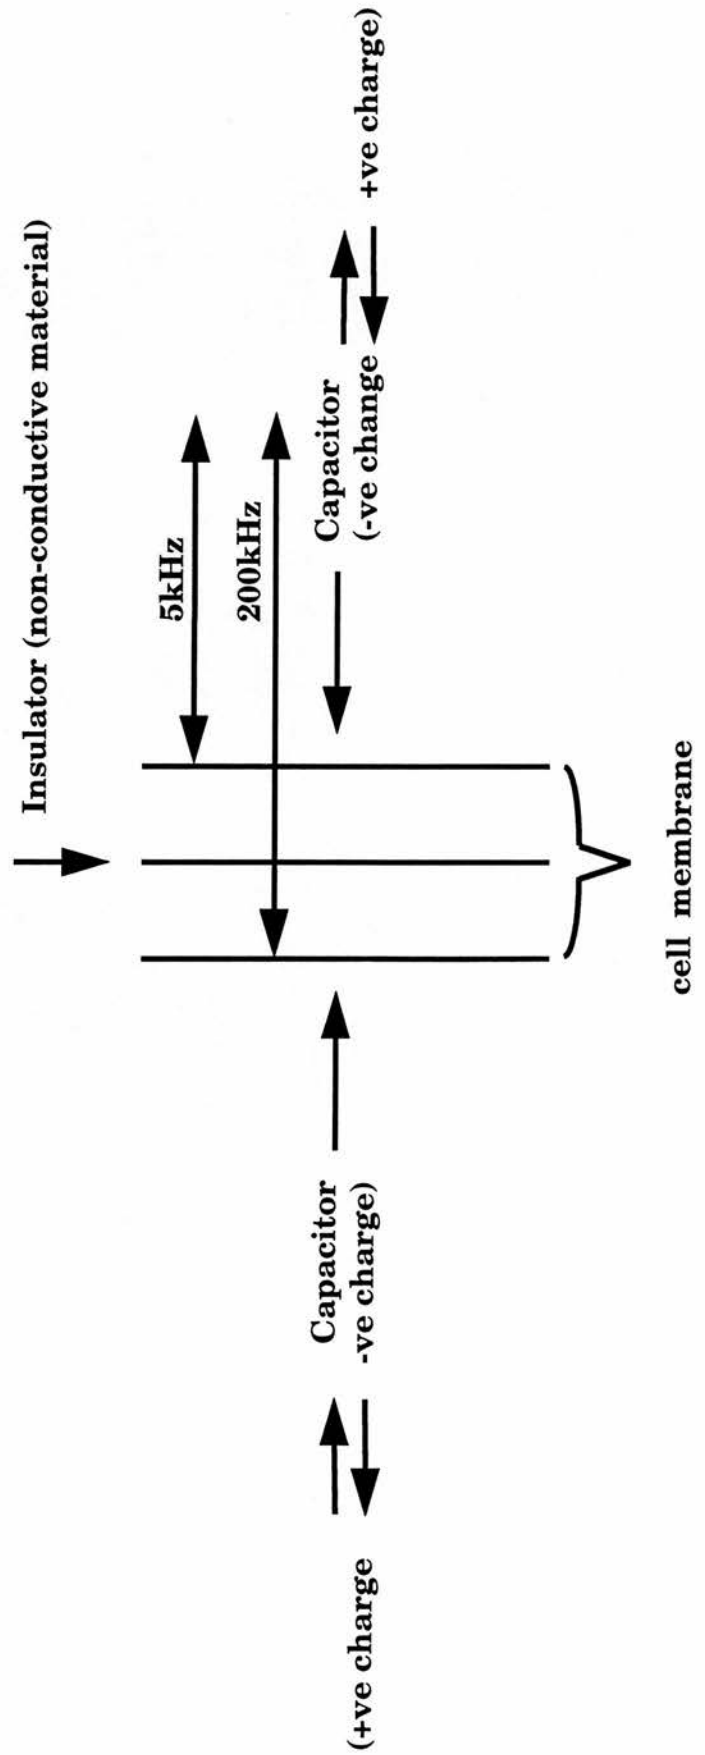 Insulator (non-conductive material)
5kHz
200kHz
(+ve charge
Capacitor
-ve charge)
Capacitor
(-ve change
+ve charge)
cell membrane